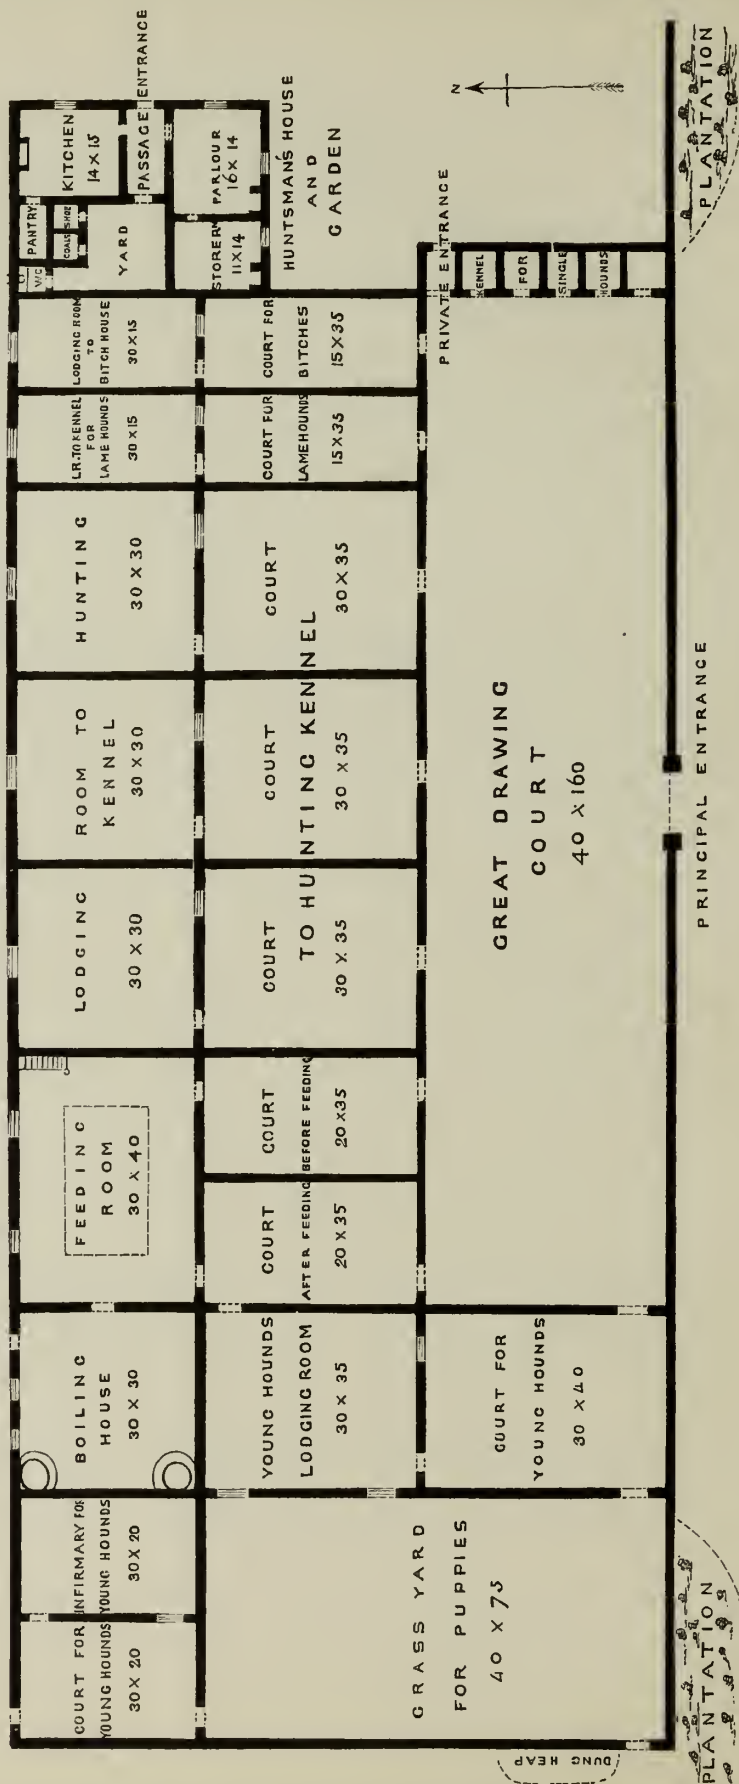 COURT FOR
YOUNG HOUNDS
30 X 20
INFIRMARY FOR
YOUNG HOUNDS
30 X 20
BOILING
HOUSE
30 X 30
FEEDING
ROOM
30 X 40
LODGING
30 X 30
ROOM TO
KENNEL
30 X 30
HUNTING
30 X 30
L.R. TO KENNEL
FOR
LAME HOUNDS
30 X 15
LODGING ROOM
TO
BITCH HOUSE
30 X 15
WC
PANTRY
COALS
SHOE
KITCHEN
14 X 15
YARD
PASSAGE
ENTRANCE
STORE RM
11 X 14
PARLOUR
16 X 14
HUNTSMAN'S HOUSE
AND
GARDEN
YOUNG HOUNDS
LODGING ROOM
30 X 35
COURT
AFTER FEEDING
20 X 35
COURT
BEFORE FEEDING
20 X 35
COURT
30 X 35
COURT
30 X 35
COURT
30 X 35
TO HUNTING KENNEL
COURT FOR
LAME HOUNDS
15 X 35
COURT FOR
BITCHES
15 X 35
N
GRASS YARD
FOR PUPPIES
40 X 75
COURT FOR
YOUNG HOUNDS
30 X 40
GREAT DRAWING
COURT
40 X 160
PRIVATE ENTRANCE
KENNEL
FOR
SINGLE
HOUNDS
DUNG HEAP
PLANTATION
PRINCIPAL ENTRANCE
PLANTATION